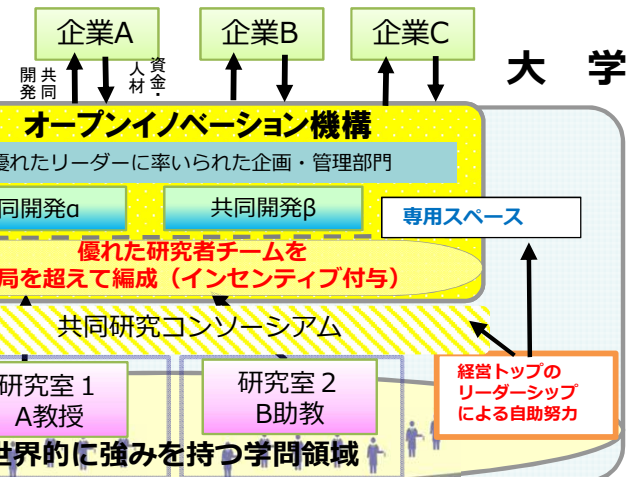 企業A
企業B
企業C
大 学
共同
開発
資金・
人材
オープンイノベーション機構
優れたリーダーに率いられた企画・管理部門
同開発α
共同開発β
専用スペース
優れた研究者チームを
局を超えて編成（インセンティブ付与）
共同研究コンソーシアム
研究室１
A教授
研究室２
B助教
経営トップの
リーダーシップ
による自助努力
世界的に強みを持つ学問領域